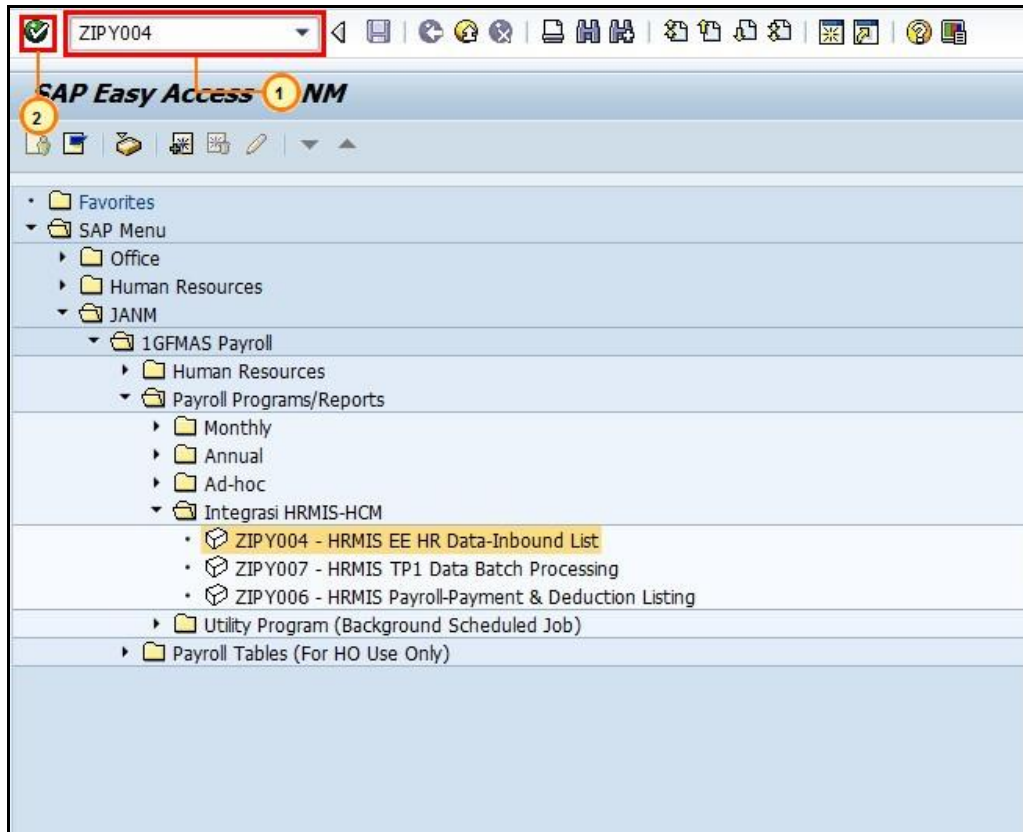 ZIPY004
SAP Easy Access 1 NM
2
Favorites
SAP Menu
Office
Human Resources
JANM
1GFMAS Payroll
Human Resources
Payroll Programs/Reports
Monthly
Annual
Ad-hoc
Integrasi HRMIS-HCM
ZIPY004 - HRMIS EE HR Data-Inbound List
ZIPY007 - HRMIS TP1 Data Batch Processing
ZIPY006 - HRMIS Payroll-Payment & Deduction Listing
Utility Program (Background Scheduled Job)
Payroll Tables (For HO Use Only)